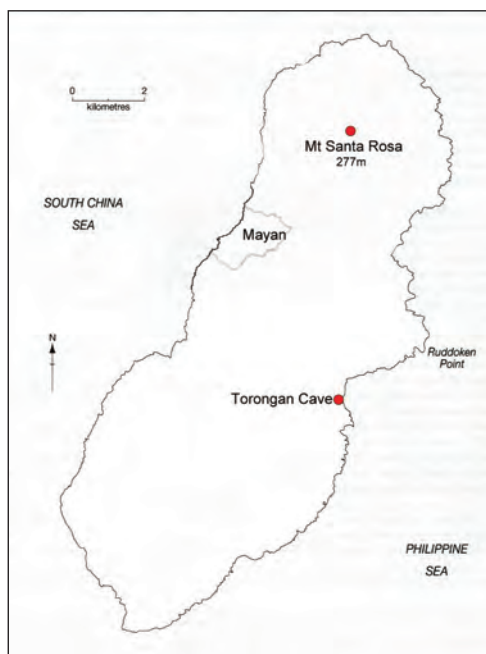 0 2
kilometres
Mt Santa Rosa
277m
SOUTH CHINA
SEA
Mayan
N
Ruddoken
Point
Torongan Cave
PHILIPPINE
SEA